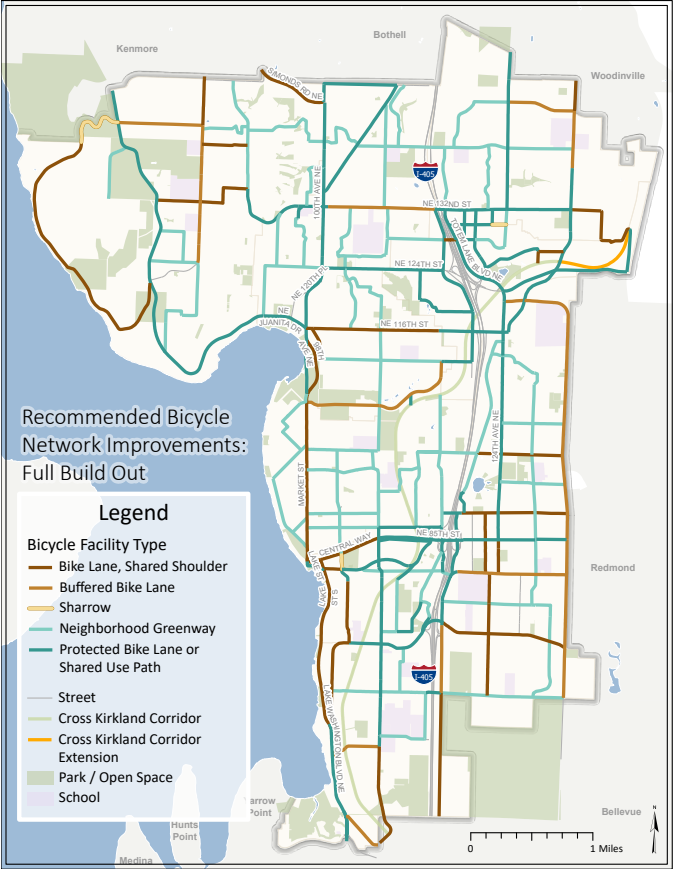 Kenmore
Bothell
Woodinville
SIMONDS RD NE
I-405
100TH AVE NE
NE 132ND ST
TOTEM LAKE BLVD NE
NE 124TH ST
NE 120TH PL
NE
JUANITA DR
NE 116TH ST
98TH
AVE NE
Recommended Bicycle
Network Improvements:
Full Build Out
124TH AVE NE
MARKET ST
NE 85TH ST
CENTRAL WAY
LAKE ST
LAKE
ST S
Redmond
I-405
LAKE WASHINGTON BLVD NE
Legend
Bicycle Facility Type
Bike Lane, Shared Shoulder
Buffered Bike Lane
Sharrow
Neighborhood Greenway
Protected Bike Lane or
Shared Use Path
Street
Cross Kirkland Corridor
Cross Kirkland Corridor
Extension
Park / Open Space
School
arrow
Point
Hunts
Point
Medina
Bellevue
N
0
1 Miles